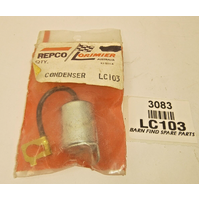 REPCO
LORIMIER
QTY.
CONDENSER LC103
3083
LC103
BARN FIND SPARE PARTS